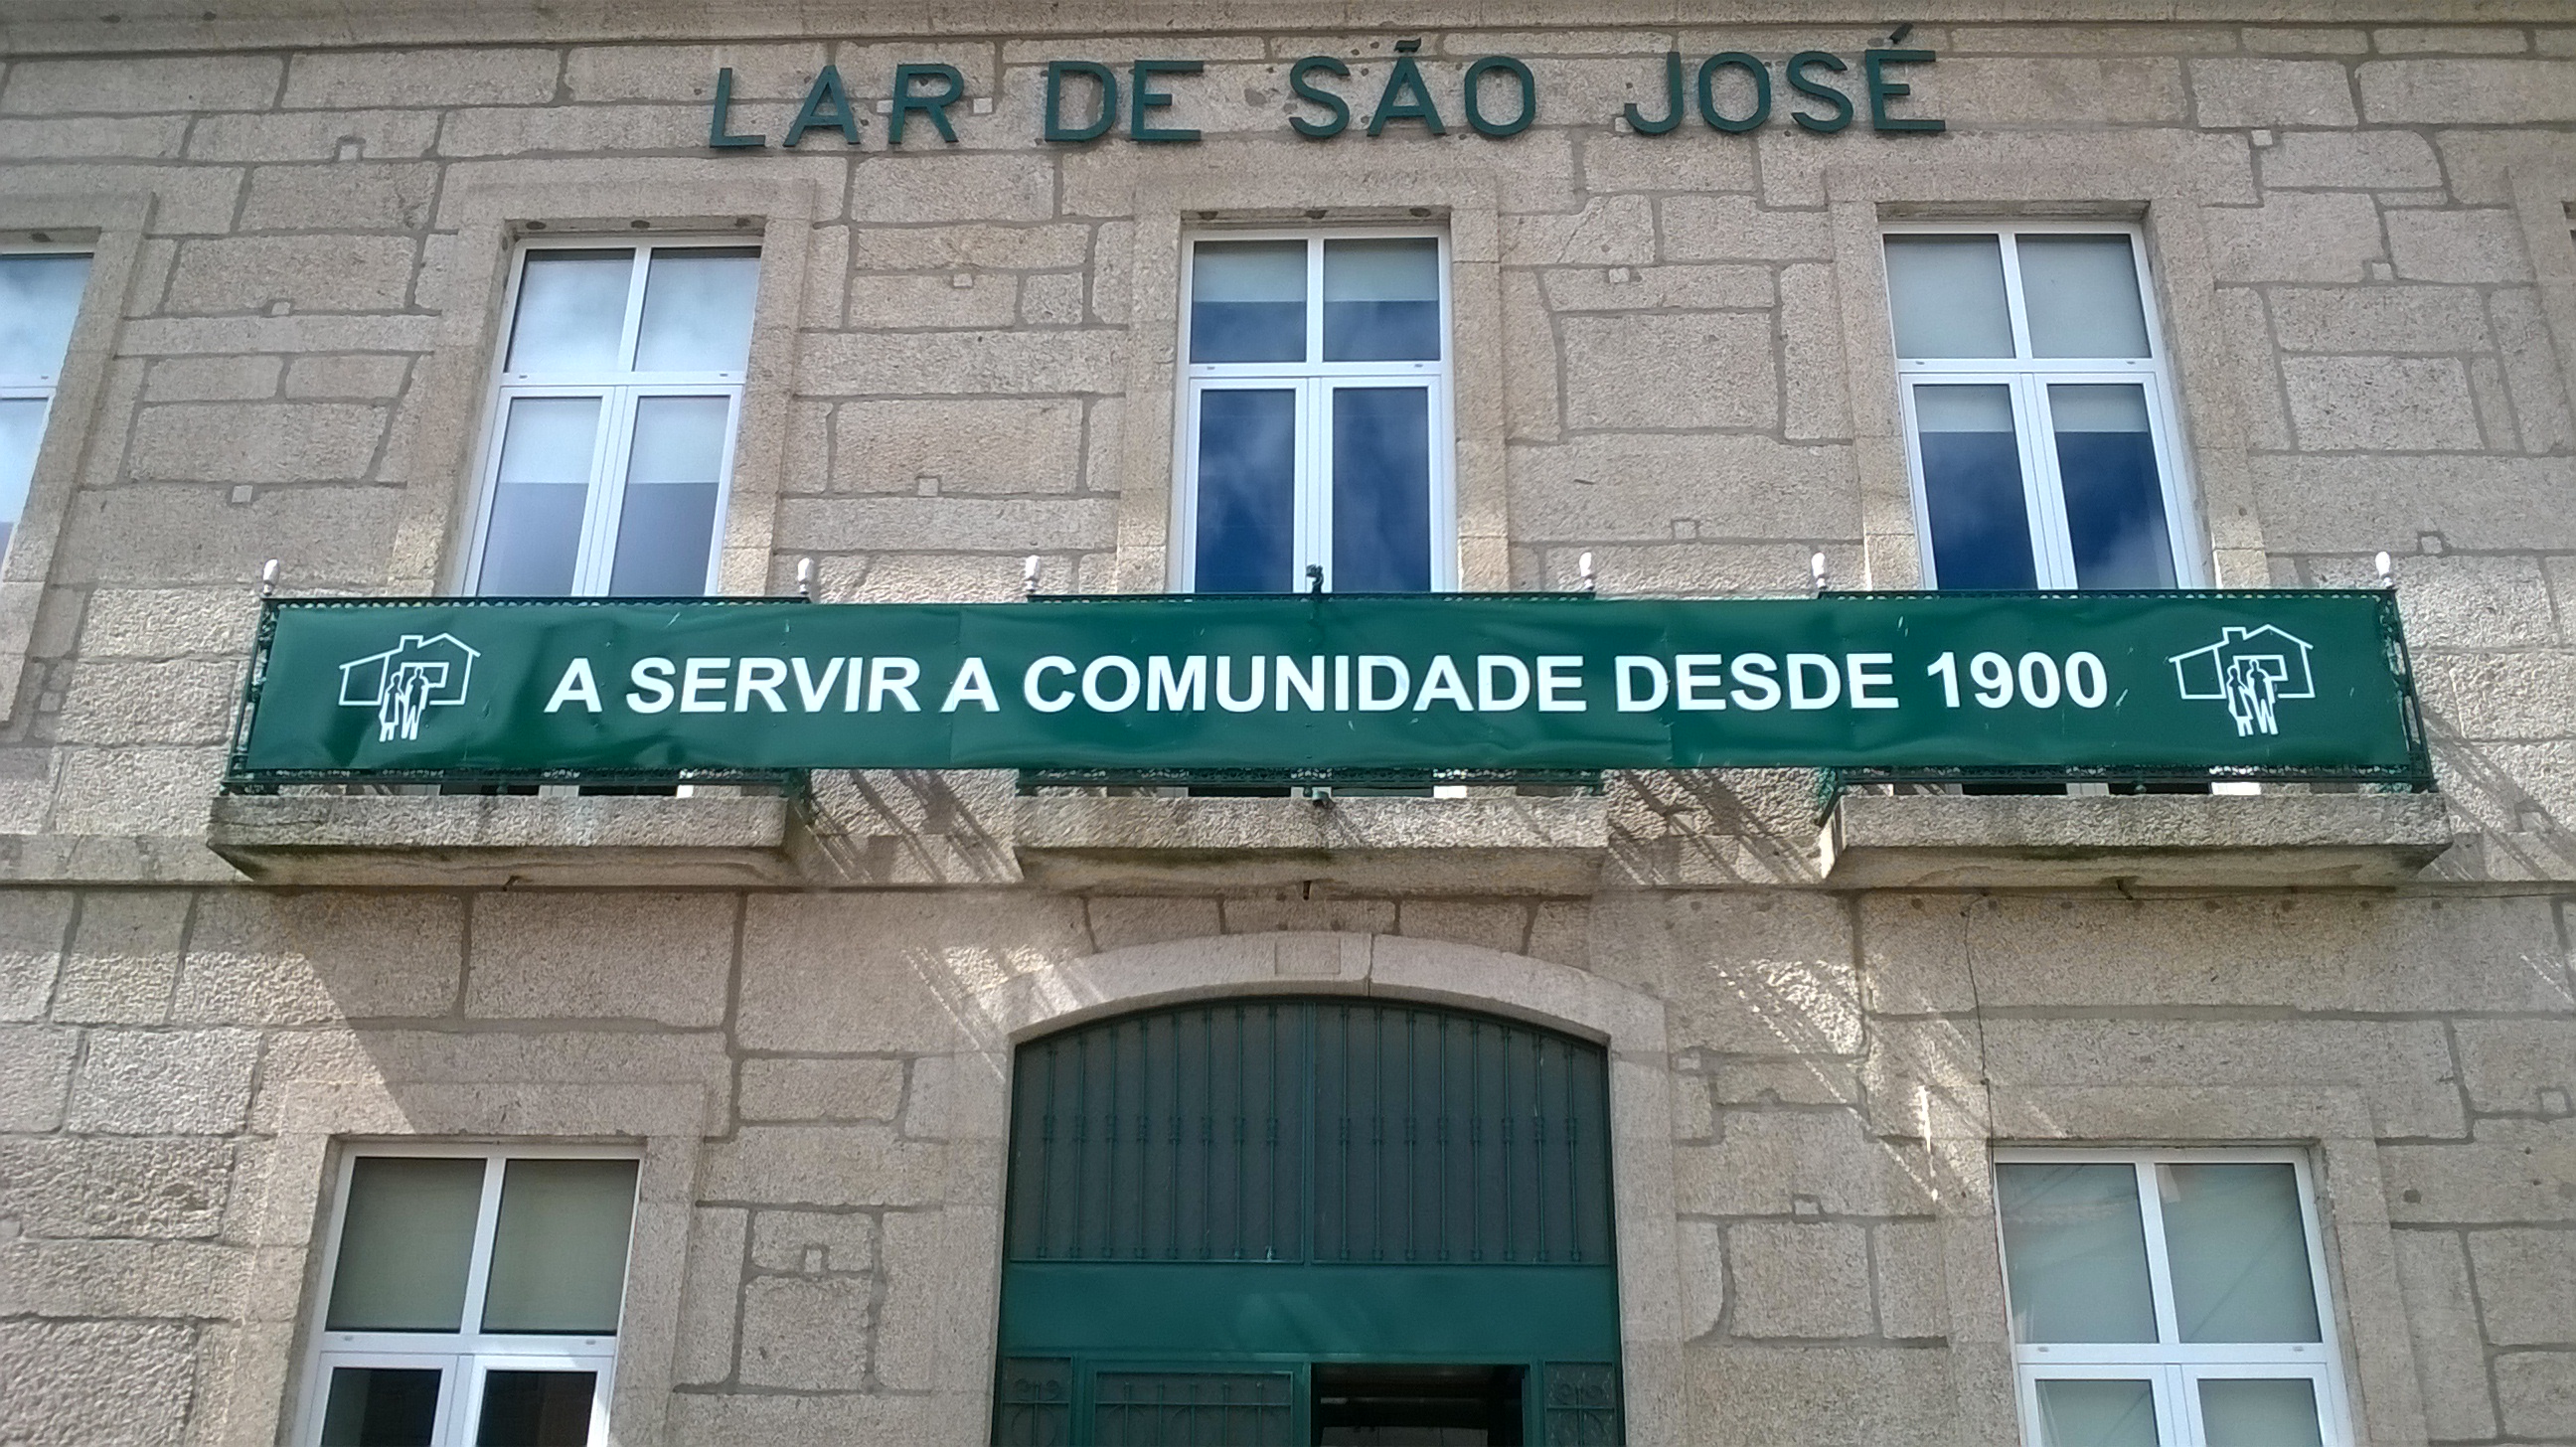 LAR DE SÃO JOSÉ
A SERVIR A COMUNIDADE DESDE 1900